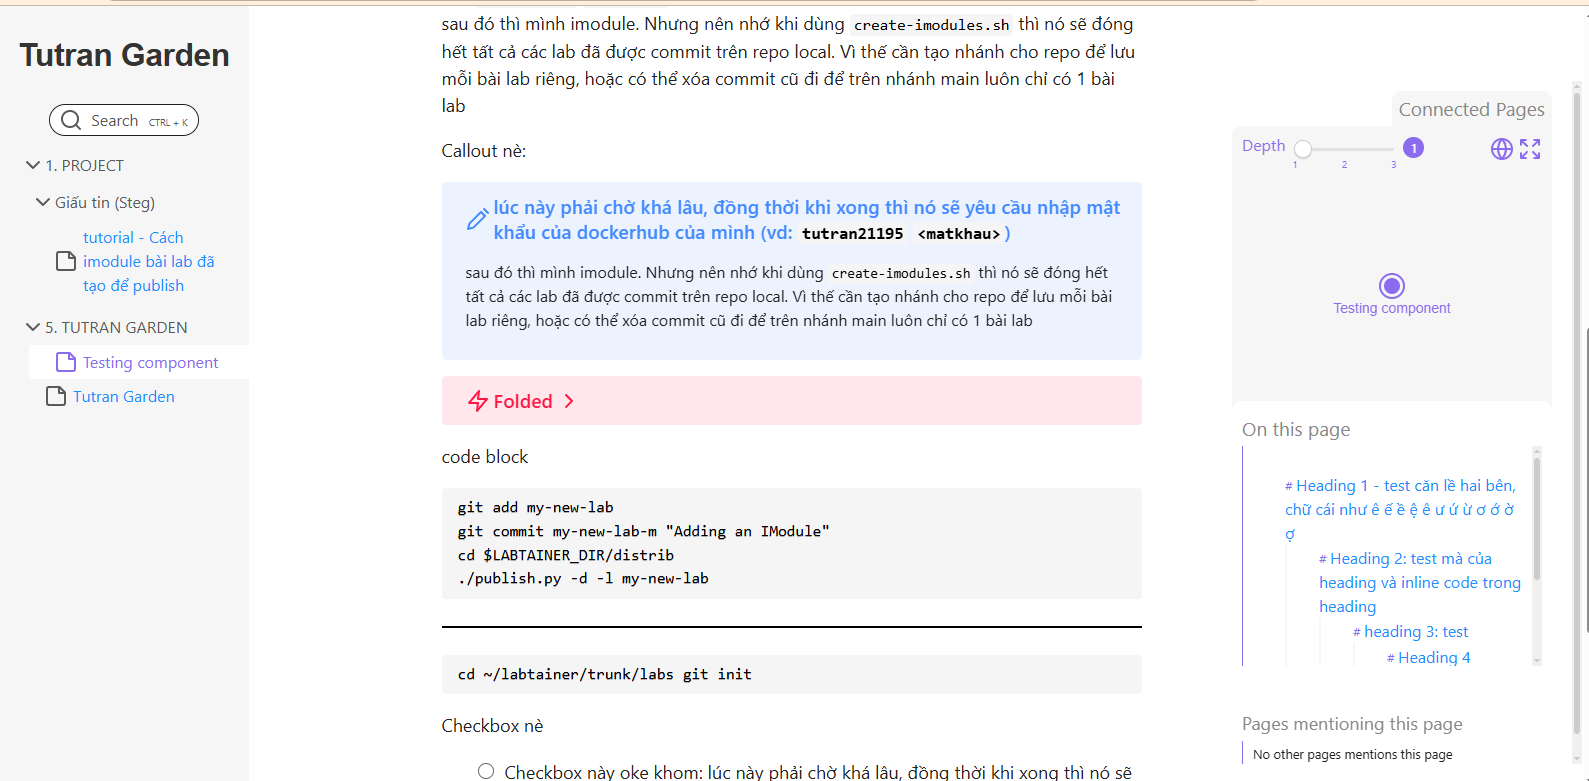 Tutran Garden
Search CTRL + K
1. PROJECT
Giấu tin (Steg)
tutorial - Cách
imodule bài lab đã
tạo để publish
5. TUTRAN GARDEN
Testing component
Tutran Garden
sau đó thì mình imodule. Nhưng nên nhớ khi dùng create-imodules.sh thì nó sẽ đóng
hết tất cả các lab đã được commit trên repo local. Vì thế cần tạo nhánh cho repo để lưu
mỗi bài lab riêng, hoặc có thể xóa commit cũ đi để trên nhánh main luôn chỉ có 1 bài
lab
Callout nè:
lúc này phải chờ khá lâu, đồng thời khi xong thì nó sẽ yêu cầu nhập mật
khẩu của dockerhub của mình (vd: tutran21195 <matkhau> )
sau đó thì mình imodule. Nhưng nên nhớ khi dùng create-imodules.sh thì nó sẽ đóng hết
tất cả các lab đã được commit trên repo local. Vì thế cần tạo nhánh cho repo để lưu mỗi bài
lab riêng, hoặc có thể xóa commit cũ đi để trên nhánh main luôn chỉ có 1 bài lab
Folded
code block
git add my-new-lab
git commit my-new-lab-m "Adding an IModule"
cd $LABTAINER_DIR/distrib
./publish.py -d -l my-new-lab
cd ~/labtainer/trunk/labs git init
Checkbox nè
Checkbox này oke khom: lúc này phải chờ khá lâu, đồng thời khi xong thì nó sẽ
Connected Pages
Depth 1
1 2 3
Testing component
On this page
# Heading 1 - test căn lề hai bên,
chữ cái như ê ế ề ệ ê ư ứ ừ ơ ớ ờ
ợ
# Heading 2: test mà của
heading và inline code trong
heading
# heading 3: test
# Heading 4
Pages mentioning this page
No other pages mentions this page